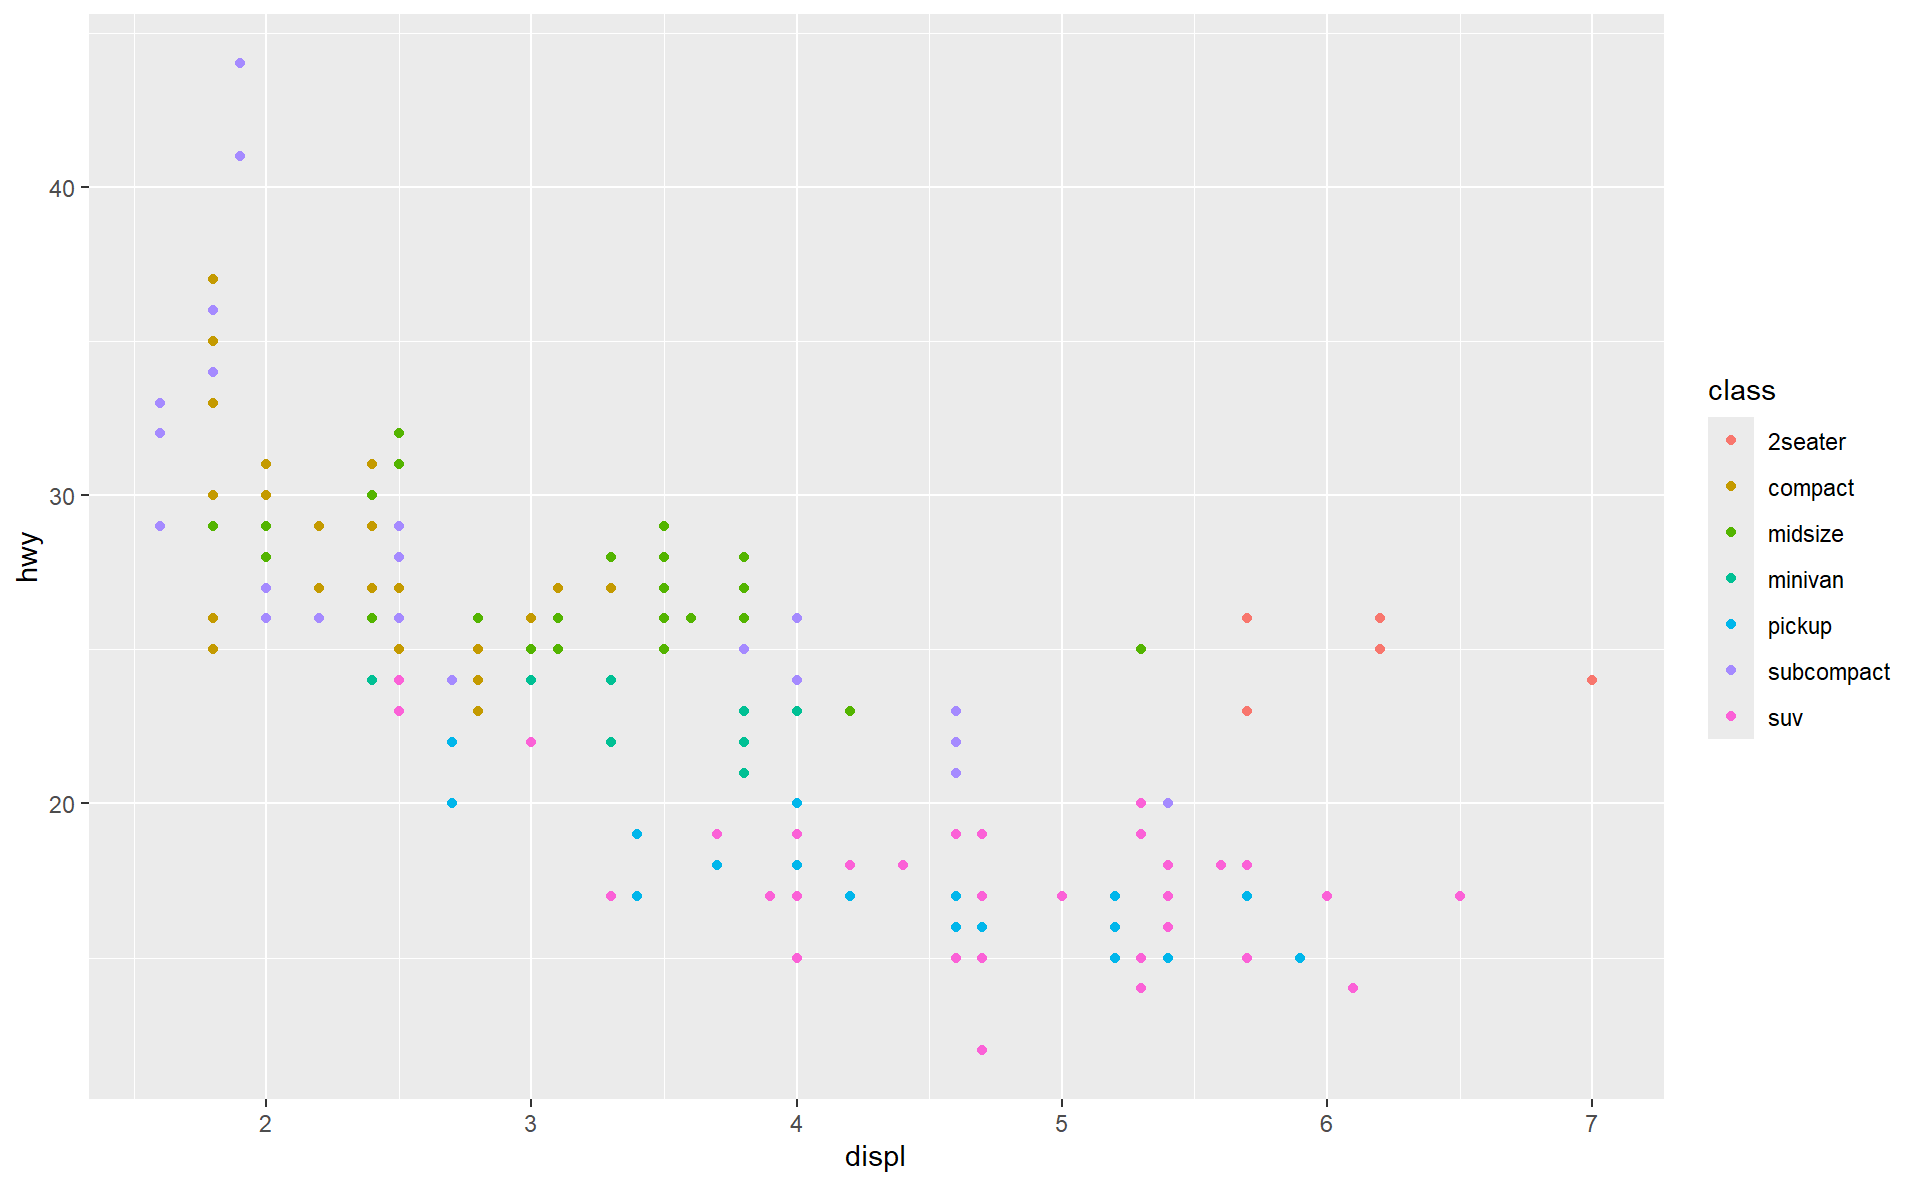 hwy
40
30
20
2
3
4
5
6
7
displ
class
2seater
compact
midsize
minivan
pickup
subcompact
suv